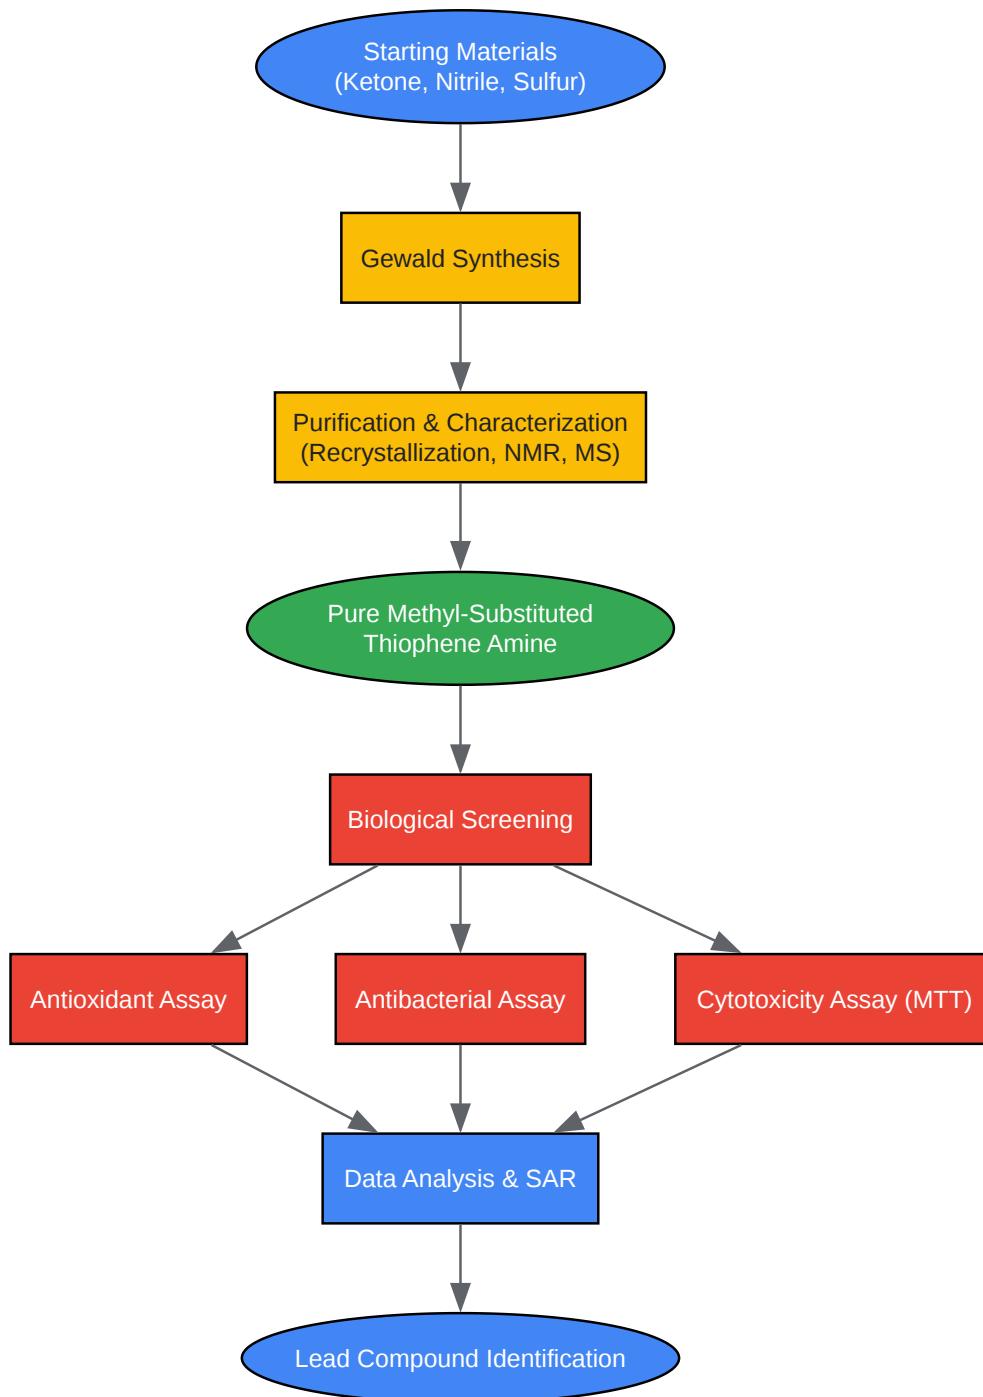 Starting Materials
(Ketone, Nitrile, Sulfur)
Gewald Synthesis
Purification & Characterization
(Recrystallization, NMR, MS)
Pure Methyl-Substituted
Thiophene Amine
Biological Screening
Antioxidant Assay
Antibacterial Assay
Cytotoxicity Assay (MTT)
Data Analysis & SAR
Lead Compound Identification